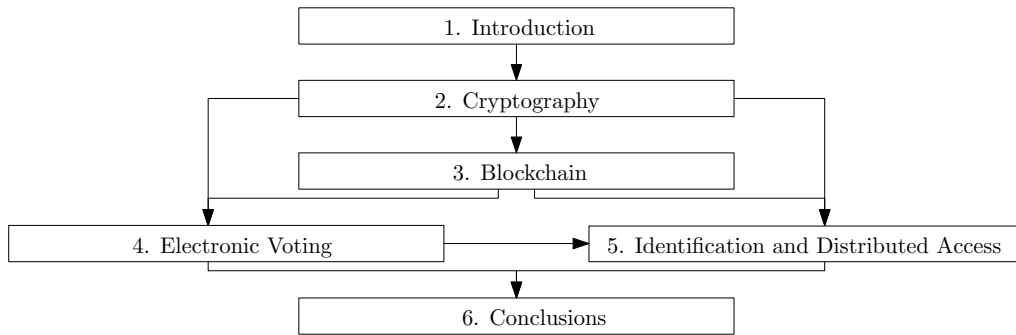 1. Introduction
2. Cryptography
3. Blockchain
4. Electronic Voting
5. Identification and Distributed Access
6. Conclusions